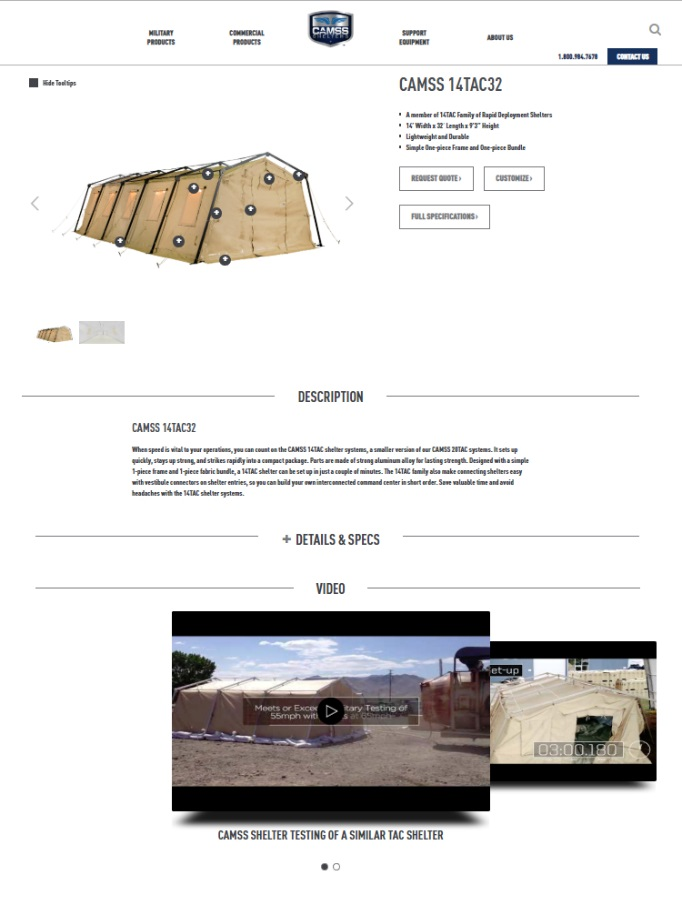 MILITARY
PRODUCTS
COMMERCIAL
PRODUCTS
CAMSS
SHELTERS
SUPPORT
EQUIPMENT
ABOUT US
1.800.984.7678
CONTACT US
Hide Tooltips
CAMSS 14TAC32
A member of 14TAC Family of Rapid Deployment Shelters
14' Width x 32' Length x 9'3" Height
Lightweight and Durable
Simple One-piece Frame and One-piece Bundle
REQUEST QUOTE ›
CUSTOMIZE ›
FULL SPECIFICATIONS ›
DESCRIPTION
CAMSS 14TAC32
When speed is vital to your operations, you can count on the CAMSS 14TAC shelter systems, a smaller version of our CAMSS 20TAC systems. It sets up
quickly, stays up strong, and strikes rapidly into a compact package. Parts are made of strong aluminum alloy for lasting strength. Designed with a simple
1-piece frame and 1-piece fabric bundle, a 14TAC shelter can be set up in just a couple of minutes. The 14TAC family also make connecting shelters easy
with vestibule connectors on shelter entries, so you can build your own interconnected command center in short order. Save valuable time and avoid
headaches with the 14TAC shelter systems.
+ DETAILS & SPECS
VIDEO
Meets or Excee itary Testing of
55mph wit s at 65mph
et-up
03:00.180
CAMSS SHELTER TESTING OF A SIMILAR TAC SHELTER